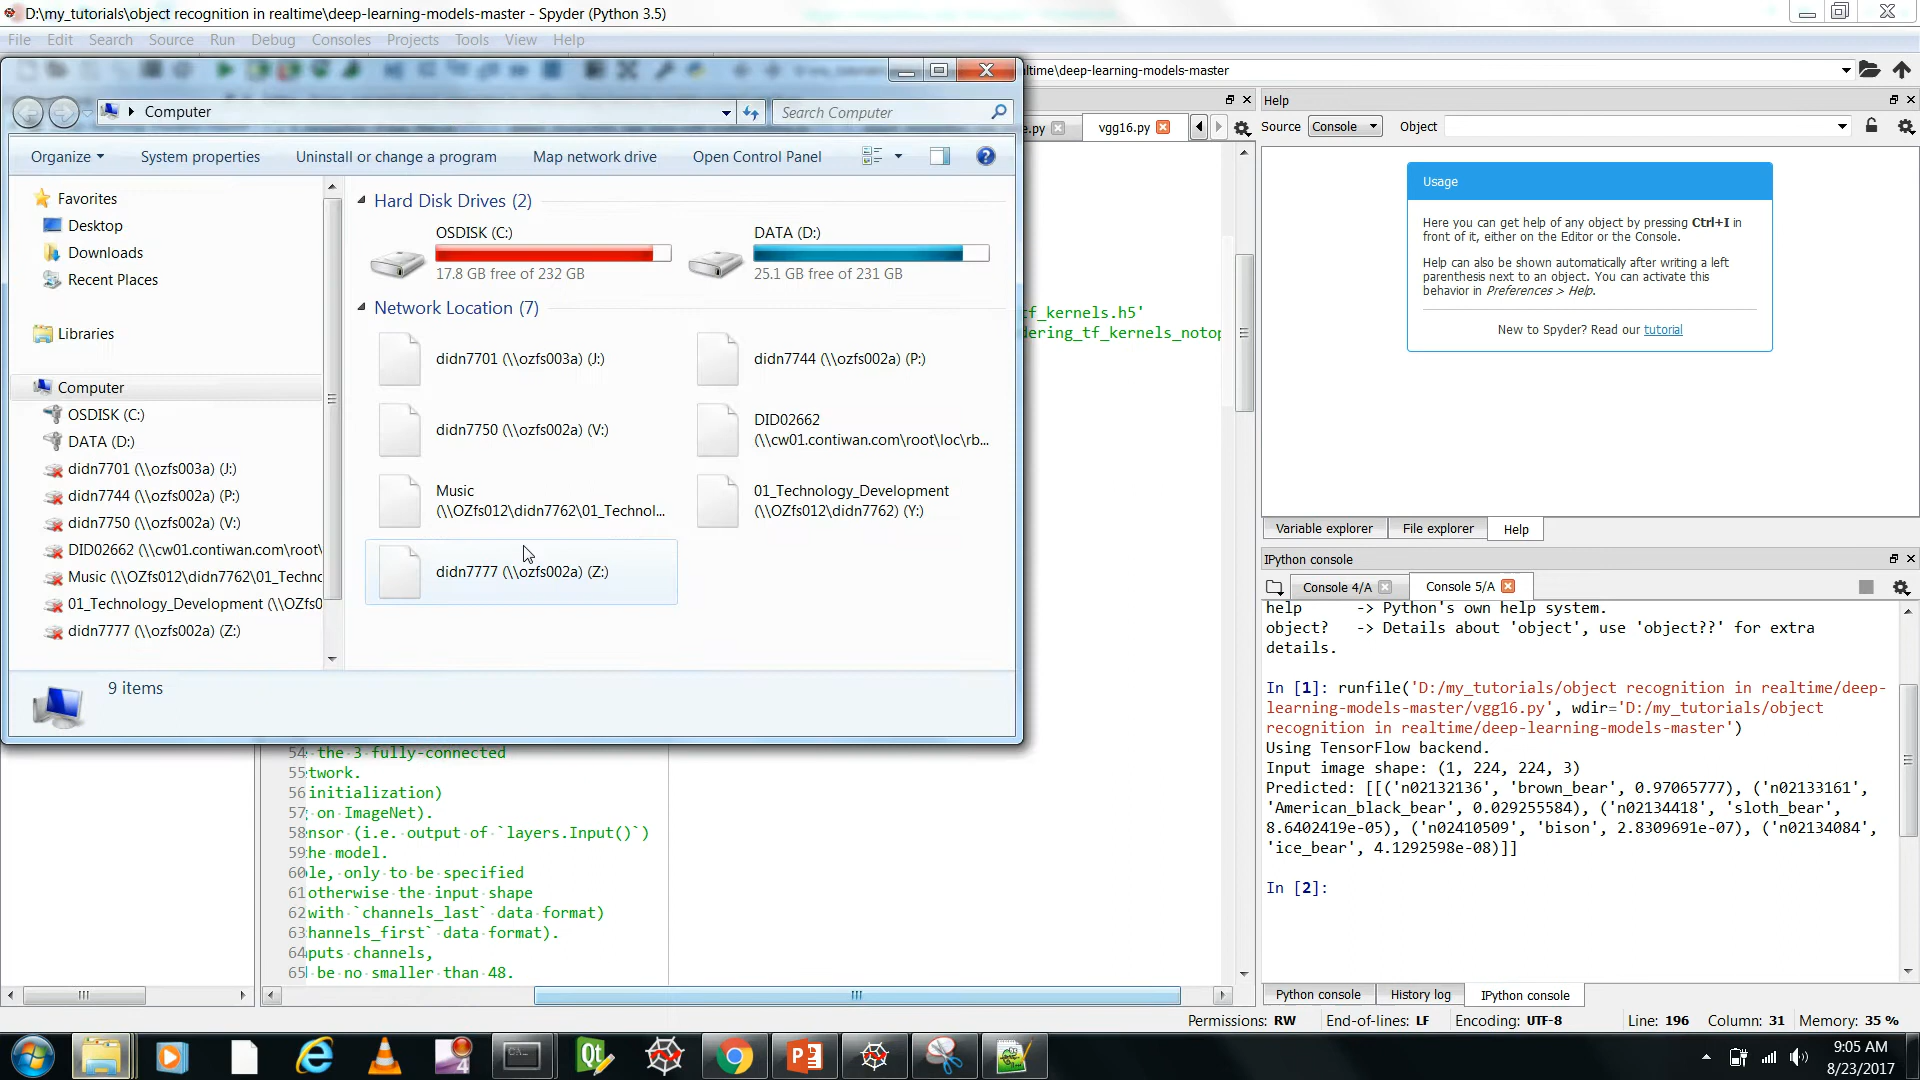 D:\my_tutorials\object recognition in realtime\deep-learning-models-master - Spyder (Python 3.5)
File Edit Search Source Run Debug Consoles Projects Tools View Help
altime\deep-learning-models-master
Computer
Search Computer
Organize System properties Uninstall or change a program Map network drive Open Control Panel
Favorites
Desktop
Downloads
Recent Places
Libraries
Computer
OSDISK (C:)
DATA (D:)
didn7701 (\\ozfs003a) (J:)
didn7744 (\\ozfs002a) (P:)
didn7750 (\\ozfs002a) (V:)
DID02662 (\\cw01.contiwan.com\root\
Music (\\OZfs012\didn7762\01_Techno
01_Technology_Development (\\OZfs0
didn7777 (\\ozfs002a) (Z:)
Hard Disk Drives (2)
OSDISK (C:)
17.8 GB free of 232 GB
DATA (D:)
25.1 GB free of 231 GB
Network Location (7)
didn7701 (\\ozfs003a) (J:)
didn7744 (\\ozfs002a) (P:)
didn7750 (\\ozfs002a) (V:)
DID02662
(\\cw01.contiwan.com\root\loc\rb...
Music
(\\OZfs012\didn7762\01_Technol...
01_Technology_Development
(\\OZfs012\didn7762) (Y:)
didn7777 (\\ozfs002a) (Z:)
9 items
e.py vgg16.py
tf_kernels.h5'
dering_tf_kernels_notop
54 the 3 fully-connected
55 twork.
56 initialization)
57 on ImageNet).
58 nsor (i.e. output of `layers.Input()`)
59 he model.
60 le, only to be specified
61 otherwise the input shape
62 with `channels_last` data format)
63 hannels_first` data format).
64 puts channels,
65 be no smaller than 48.
Help
Source Console Object
Usage
Here you can get help of any object by pressing Ctrl+I in
front of it, either on the Editor or the Console.
Help can also be shown automatically after writing a left
parenthesis next to an object. You can activate this
behavior in Preferences > Help.
New to Spyder? Read our tutorial
Variable explorer File explorer Help
IPython console
Console 4/A Console 5/A
help -> Python's own help system.
object? -> Details about 'object', use 'object??' for extra
details.
In [1]: runfile('D:/my_tutorials/object recognition in realtime/deep-
learning-models-master/vgg16.py', wdir='D:/my_tutorials/object
recognition in realtime/deep-learning-models-master')
Using TensorFlow backend.
Input image shape: (1, 224, 224, 3)
Predicted: [[('n02132136', 'brown_bear', 0.97065777), ('n02133161',
'American_black_bear', 0.029255584), ('n02134418', 'sloth_bear',
8.6402419e-05), ('n02410509', 'bison', 2.8309691e-07), ('n02134084',
'ice_bear', 4.1292598e-08)]]
In [2]:
Python console History log IPython console
Permissions: RW End-of-lines: LF Encoding: UTF-8 Line: 196 Column: 31 Memory: 35 %
9:05 AM
8/23/2017